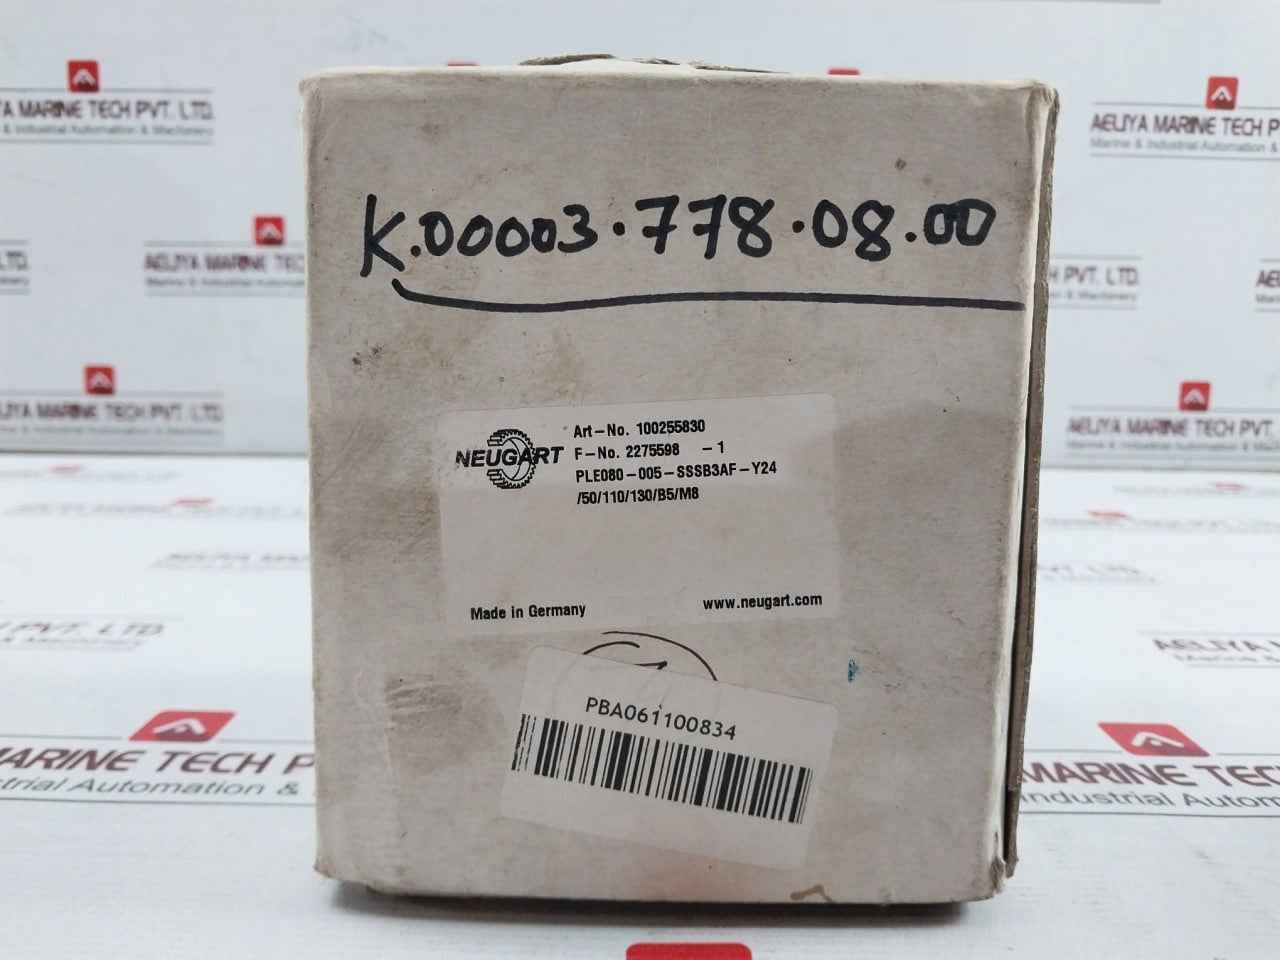 K.00003.778.08.00
NEUGART
Art-No. 100255830
F-No. 2275598 -1
PLE080-005-SSSB3AF-Y24
/50/110/130/B5/M8
Made in Germany
www.neugart.com
PBA061100834
AELIYA MARINE TECH PVT. LTD.
Marine & Industrial Automation & Machinery